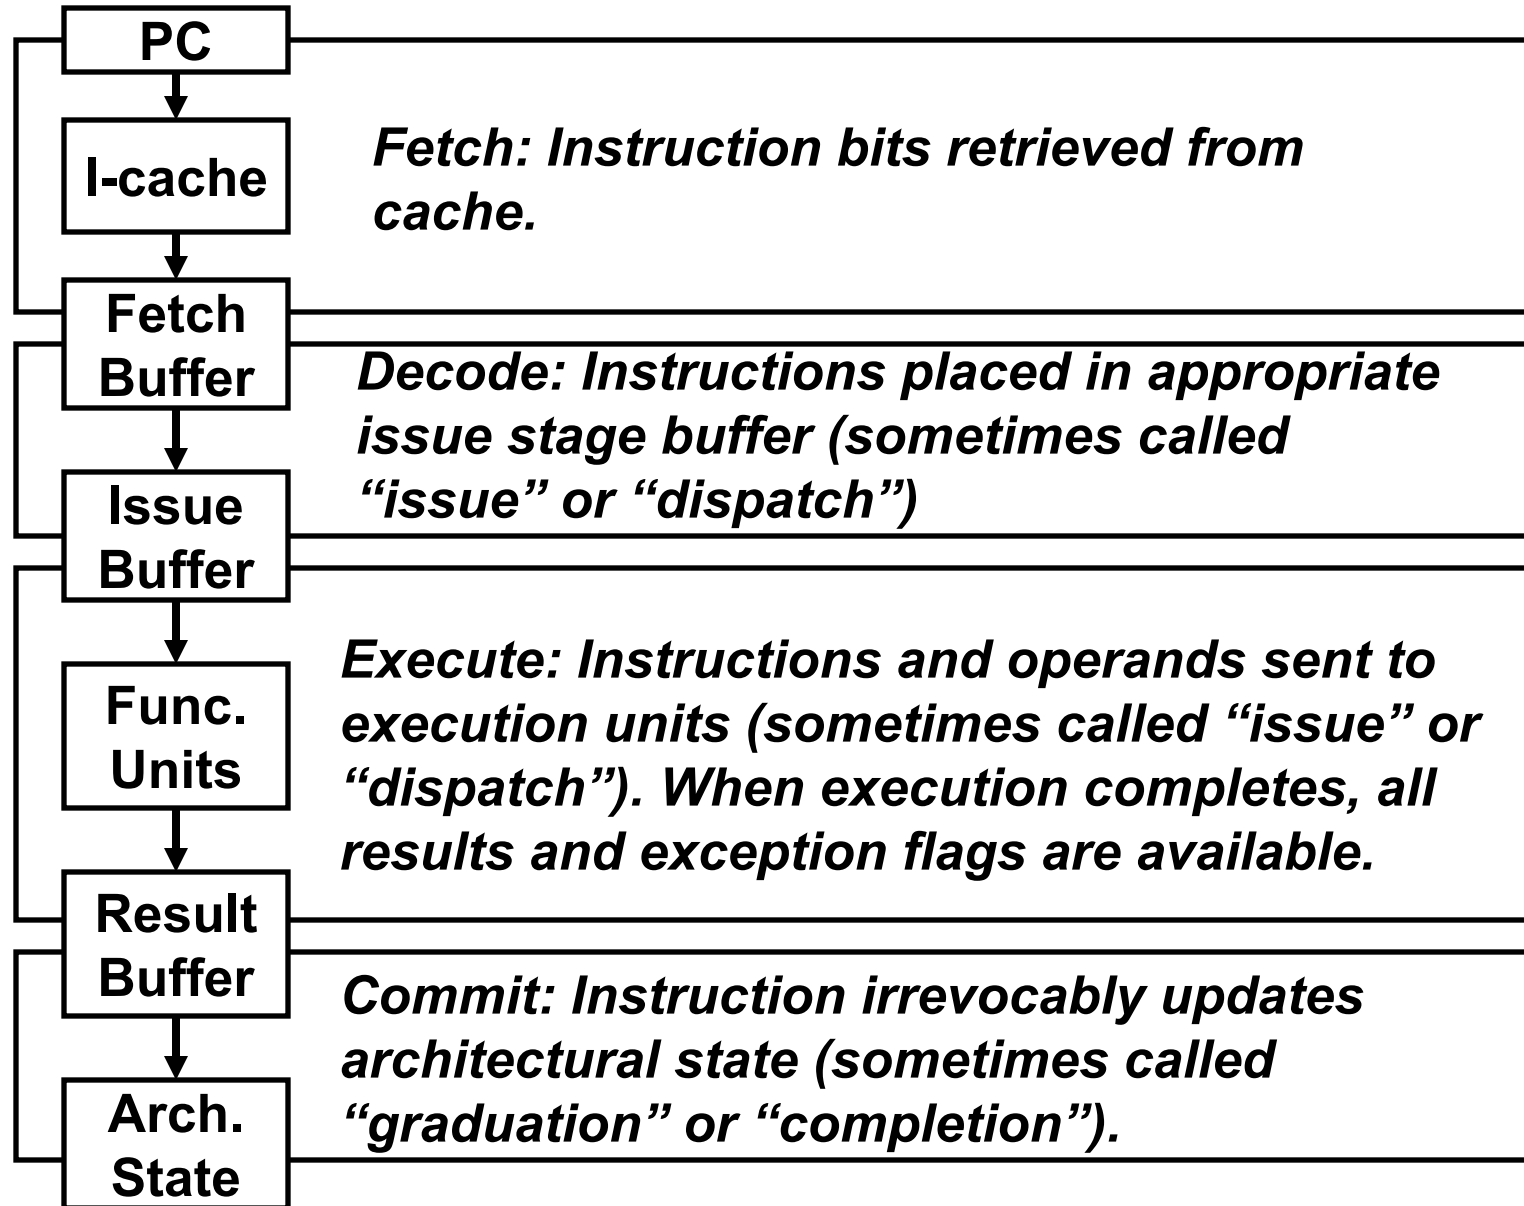 PC
I-cache
Fetch: Instruction bits retrieved from
cache.
Fetch
Buffer
Decode: Instructions placed in appropriate
issue stage buffer (sometimes called
“issue” or “dispatch”)
Issue
Buffer
Func.
Units
Execute: Instructions and operands sent to
execution units (sometimes called “issue” or
“dispatch”). When execution completes, all
results and exception flags are available.
Result
Buffer
Commit: Instruction irrevocably updates
architectural state (sometimes called
“graduation” or “completion”).
Arch.
State